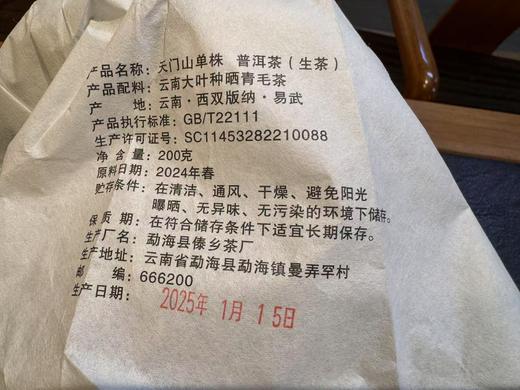 产品名称：天门山单株　普洱茶（生茶）
产品配料：云南大叶种晒青毛茶
产　　地：云南·西双版纳·易武
产品执行标准：GB/T22111
生产许可证号：SC11453282210088
净 含 量：200克
原料日期：2024年春
贮存条件：在清洁、通风、干燥、避免阳光
曝晒、无异味、无污染的环境下储存。
保 质 期：在符合储存条件下适宜长期保存。
生产厂名：勐海县傣乡茶厂
生产地址：云南省勐海县勐海镇曼弄罕村
邮　　编：666200
生产日期：2025年 1月 15日